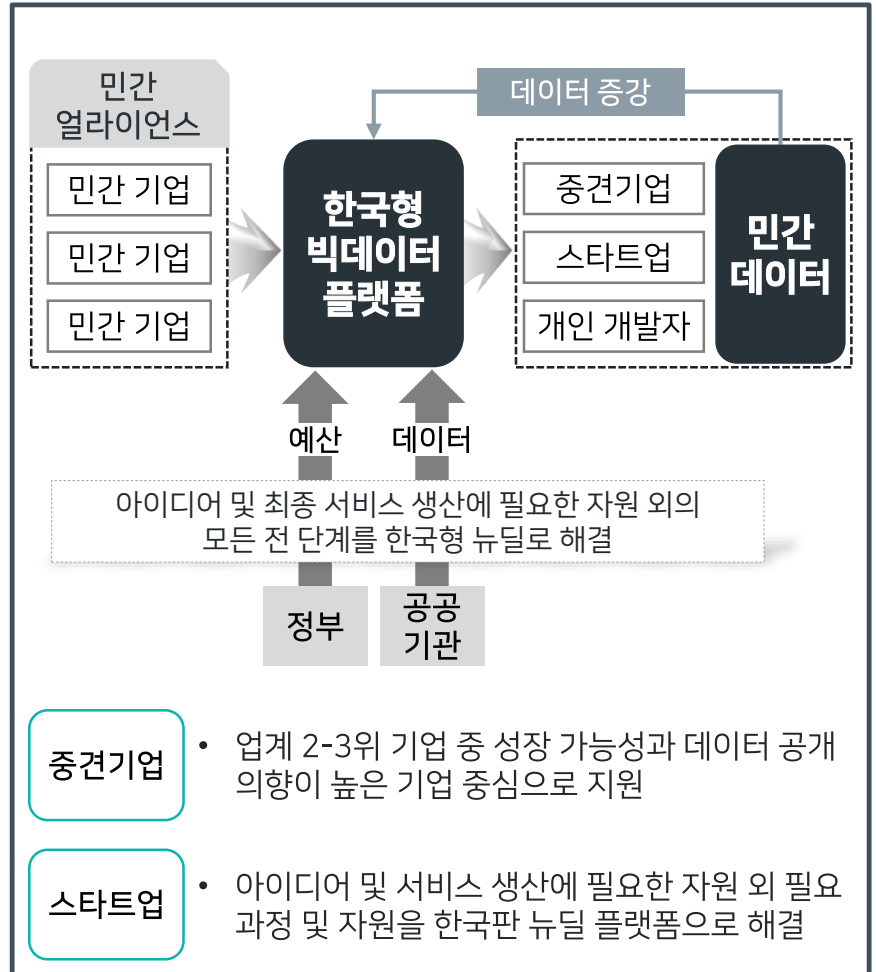 민간
얼라이언스
민간 기업
민간 기업
민간 기업
한국형
빅데이터
플랫폼
데이터 증강
중견기업
스타트업
개인 개발자
민간
데이터
예산
데이터
아이디어 및 최종 서비스 생산에 필요한 자원 외의
모든 전 단계를 한국형 뉴딜로 해결
정부
공공
기관
중견기업
• 업계 2-3위 기업 중 성장 가능성과 데이터 공개
의향이 높은 기업 중심으로 지원
스타트업
• 아이디어 및 서비스 생산에 필요한 자원 외 필요
과정 및 자원을 한국판 뉴딜 플랫폼으로 해결